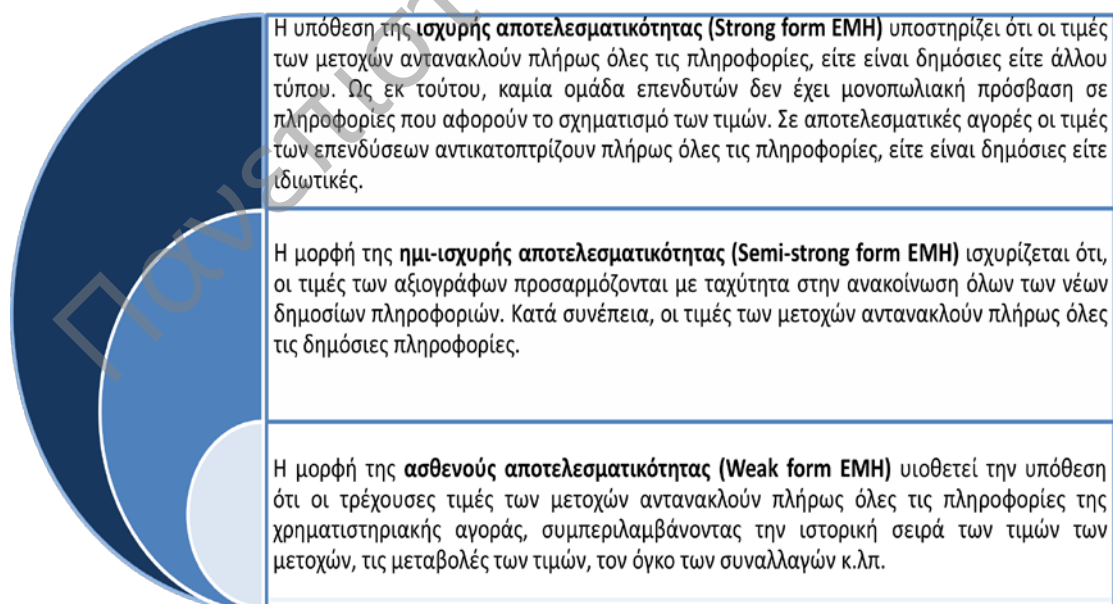 Η υπόθεση της ισχυρής αποτελεσματικότητας (Strong form EMH) υποστηρίζει ότι οι τιμές
των μετοχών αντανακλούν πλήρως όλες τις πληροφορίες, είτε είναι δημόσιες είτε άλλου
τύπου. Ως εκ τούτου, καμία ομάδα επενδυτών δεν έχει μονοπωλιακή πρόσβαση σε
πληροφορίες που αφορούν το σχηματισμό των τιμών. Σε αποτελεσματικές αγορές οι τιμές
των επενδύσεων αντικατοπτρίζουν πλήρως όλες τις πληροφορίες, είτε είναι δημόσιες είτε
ιδιωτικές.
Η μορφή της ημι-ισχυρής αποτελεσματικότητας (Semi-strong form EMH) ισχυρίζεται ότι,
οι τιμές των αξιογράφων προσαρμόζονται με ταχύτητα στην ανακοίνωση όλων των νέων
δημοσίων πληροφοριών. Κατά συνέπεια, οι τιμές των μετοχών αντανακλούν πλήρως όλες
τις δημόσιες πληροφορίες.
Η μορφή της ασθενούς αποτελεσματικότητας (Weak form EMH) υιοθετεί την υπόθεση
ότι οι τρέχουσες τιμές των μετοχών αντανακλούν πλήρως όλες τις πληροφορίες της
χρηματιστηριακής αγοράς, συμπεριλαμβάνοντας την ιστορική σειρά των τιμών των
μετοχών, τις μεταβολές των τιμών, τον όγκο των συναλλαγών κ.λπ.